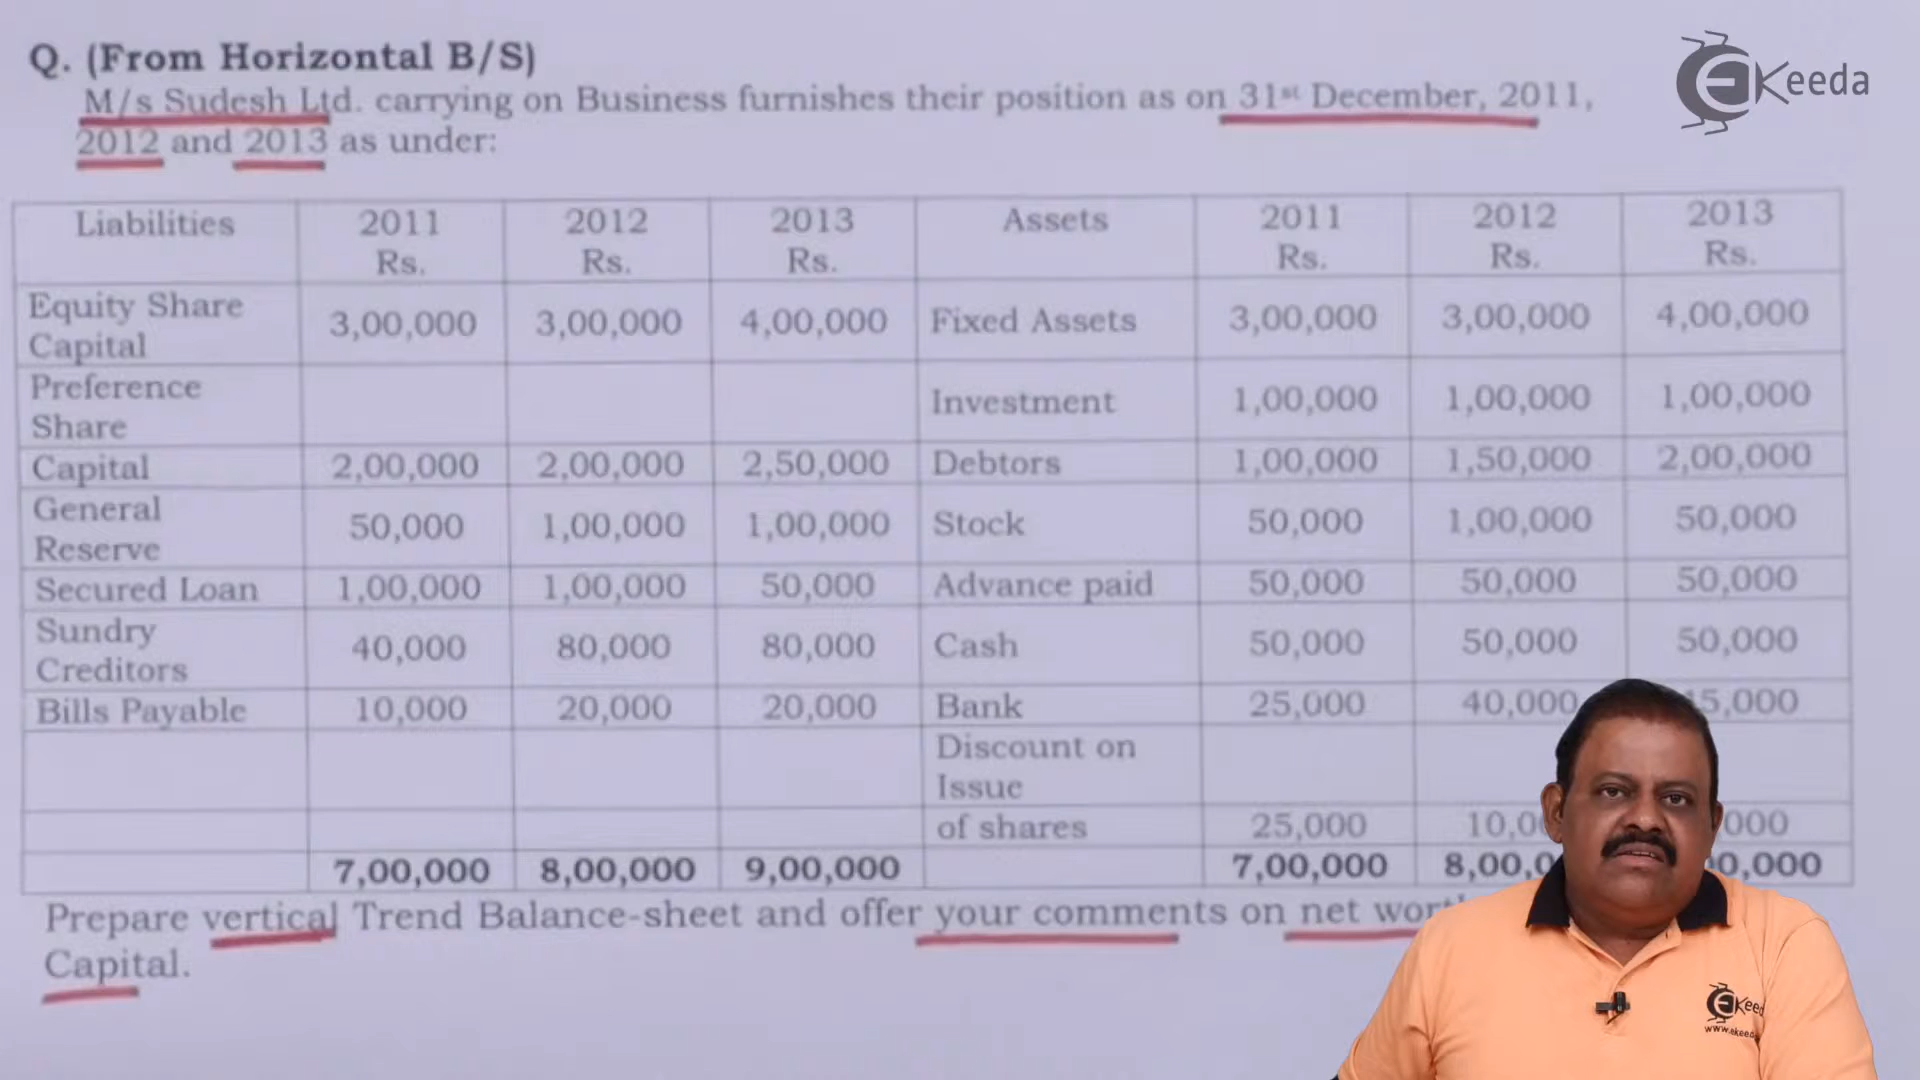 Q. (From Horizontal B/S)
M/s Sudesh Ltd. carrying on Business furnishes their position as on 31st December, 2011,
2012 and 2013 as under:
Keeda
Liabilities 2011 Rs. 2012 Rs. 2013 Rs. Assets 2011 Rs. 2012 Rs. 2013 Rs.
Equity Share Capital 3,00,000 3,00,000 4,00,000 Fixed Assets 3,00,000 3,00,000 4,00,000
Preference Share Investment 1,00,000 1,00,000 1,00,000
Capital 2,00,000 2,00,000 2,50,000 Debtors 1,00,000 1,50,000 2,00,000
General Reserve 50,000 1,00,000 1,00,000 Stock 50,000 1,00,000 50,000
Secured Loan 1,00,000 1,00,000 50,000 Advance paid 50,000 50,000 50,000
Sundry Creditors 40,000 80,000 80,000 Cash 50,000 50,000 50,000
Bills Payable 10,000 20,000 20,000 Bank 25,000 40,000
Discount on Issue
of shares 25,000
7,00,000 8,00,000 9,00,000 7,00,000
Prepare vertical Trend Balance-sheet and offer your comments on net
Capital.